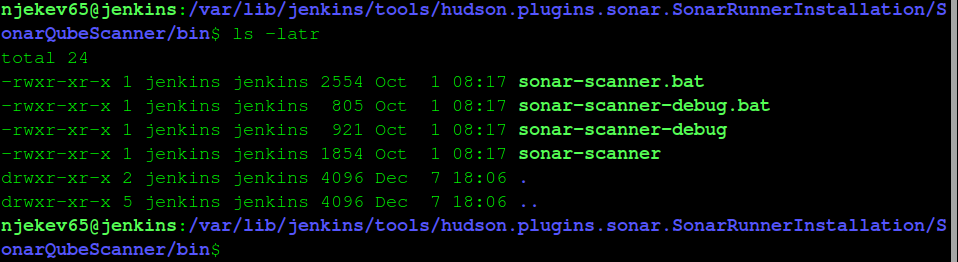 njekev65@jenkins:/var/lib/jenkins/tools/hudson.plugins.sonar.SonarRunnerInstallation/S
onarQubeScanner/bin$ ls -latr
total 24
-rwxr-xr-x 1 jenkins jenkins 2554 Oct  1 08:17 sonar-scanner.bat
-rwxr-xr-x 1 jenkins jenkins  805 Oct  1 08:17 sonar-scanner-debug.bat
-rwxr-xr-x 1 jenkins jenkins  921 Oct  1 08:17 sonar-scanner-debug
-rwxr-xr-x 1 jenkins jenkins 1854 Oct  1 08:17 sonar-scanner
drwxr-xr-x 2 jenkins jenkins 4096 Dec  7 18:06 .
drwxr-xr-x 5 jenkins jenkins 4096 Dec  7 18:06 ..
njekev65@jenkins:/var/lib/jenkins/tools/hudson.plugins.sonar.SonarRunnerInstallation/S
onarQubeScanner/bin$